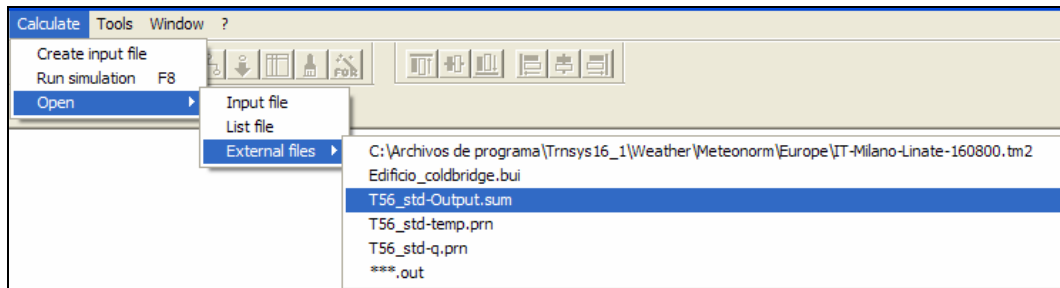 Calculate Tools Window ?
Create input file
Run simulation F8
FOR
Open
Input file
List file
External files
C:\Archivos de programa\Trnsys16_1\Weather\Meteonorm\Europe\IT-Milano-Linate-160800.tm2
Edificio_coldbridge.bui
T56_std-Output.sum
T56_std-temp.prn
T56_std-q.prn
***.out